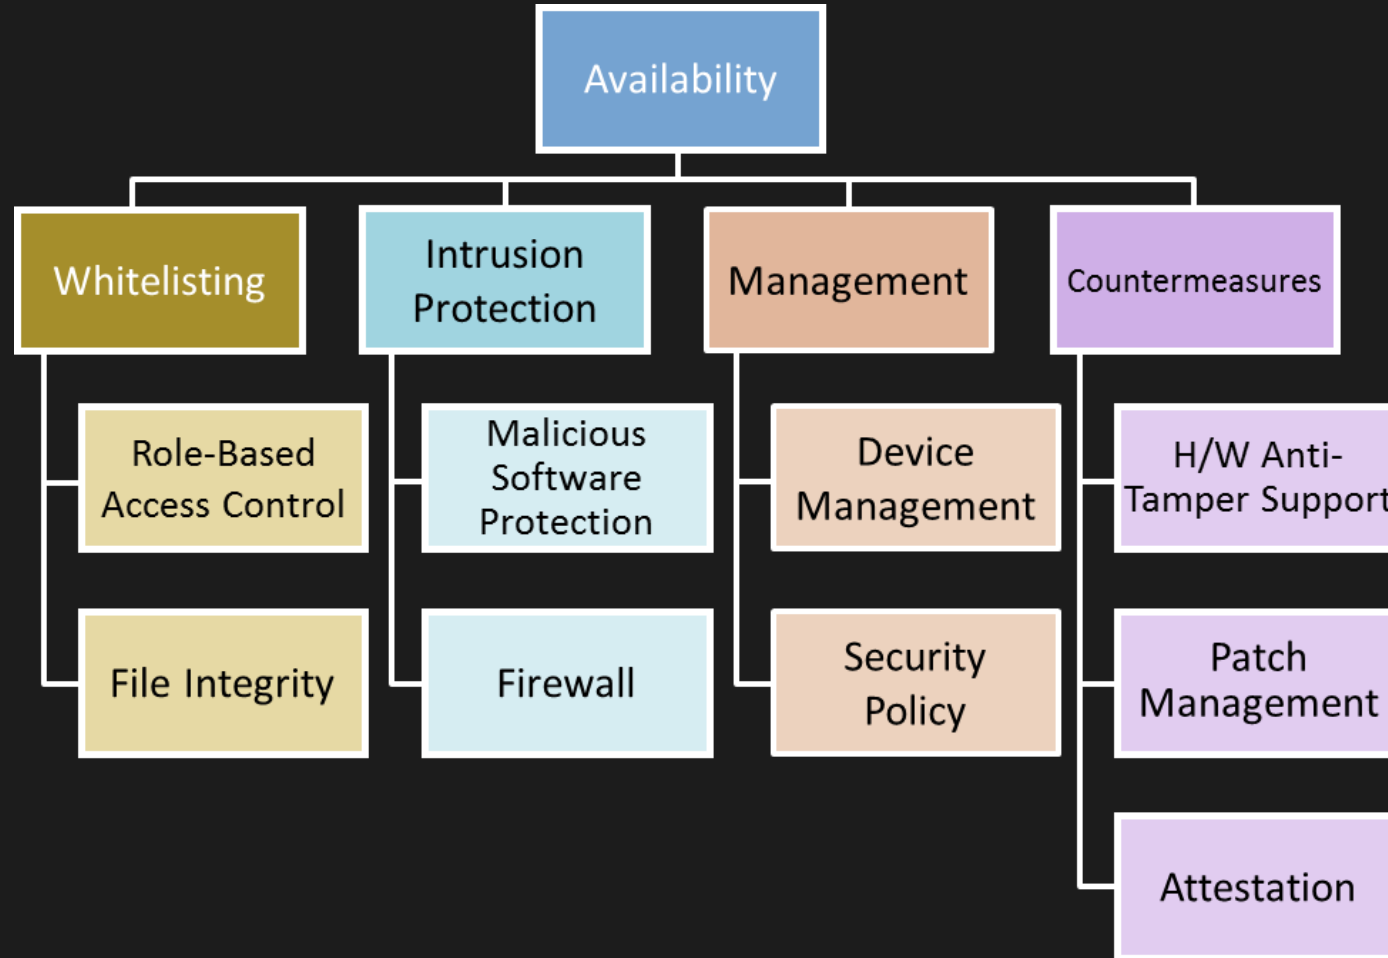 Availability
Whitelisting
Intrusion
Protection
Management
Countermeasures
Role-Based
Access Control
Malicious
Software
Protection
Device
Management
H/W Anti-
Tamper Support
File Integrity
Firewall
Security
Policy
Patch
Management
Attestation